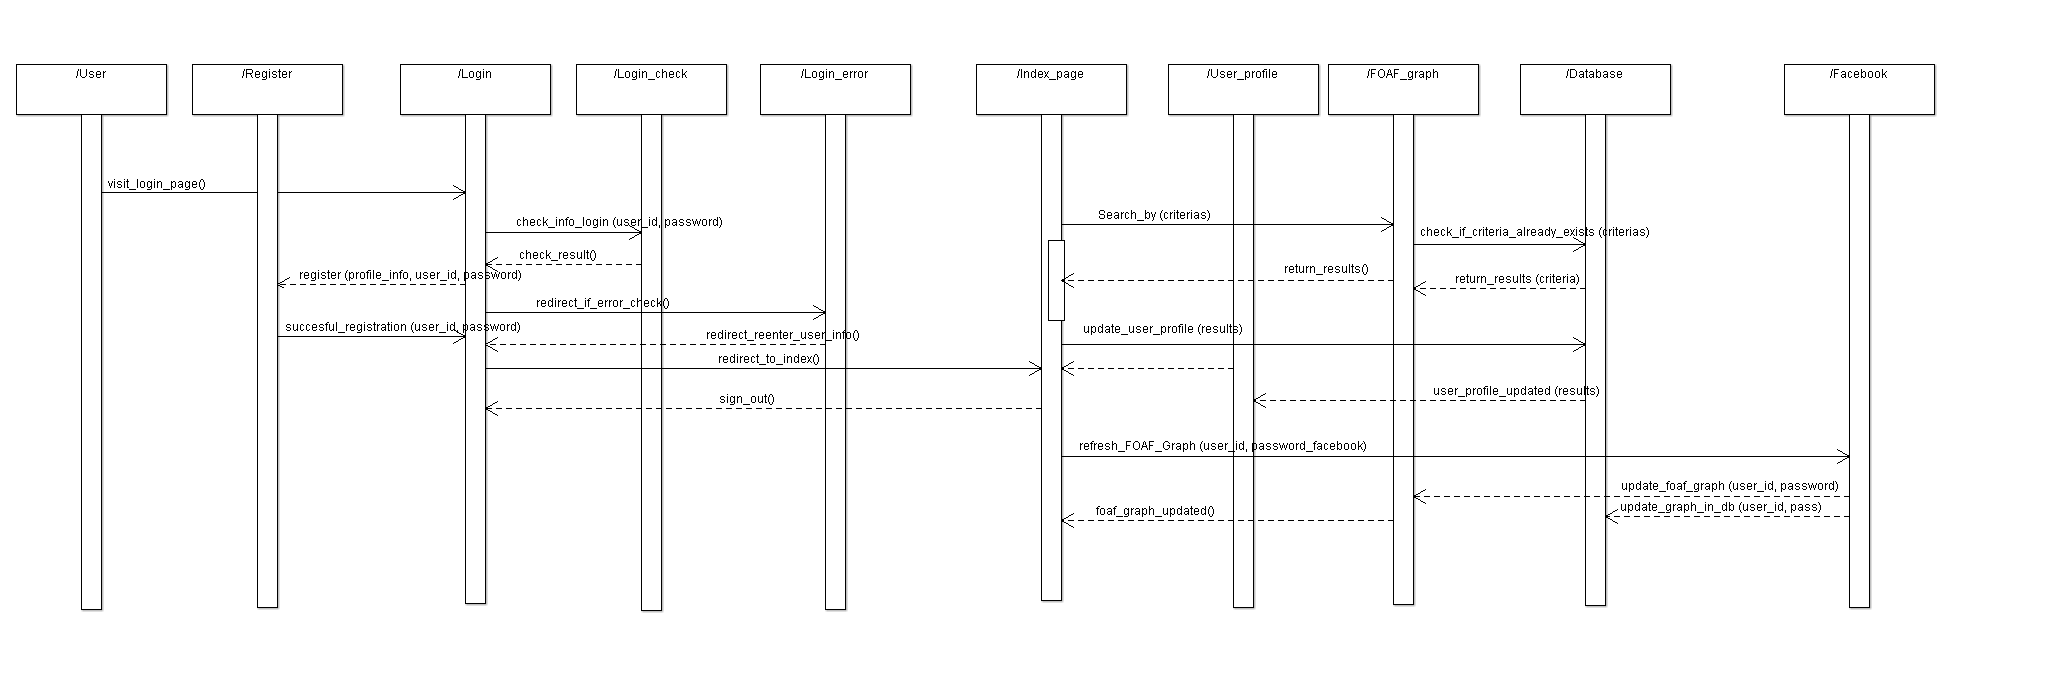 /User
/Register
/Login
/Login_check
/Login_error
/Index_page
/User_profile
/FOAF_graph
/Database
/Facebook
visit_login_page()
check_info_login (user_id, password)
Search_by (criterias)
check_if_criteria_already_exists (criterias)
check_result()
return_results()
register (profile_info, user_id, password)
return_results (criteria)
redirect_if_error_check()
succesful_registration (user_id, password)
update_user_profile (results)
redirect_reenter_user_info()
redirect_to_index()
user_profile_updated (results)
sign_out()
refresh_FOAF_Graph (user_id, password_facebook)
update_foaf_graph (user_id, password)
update_graph_in_db (user_id, pass)
foaf_graph_updated()